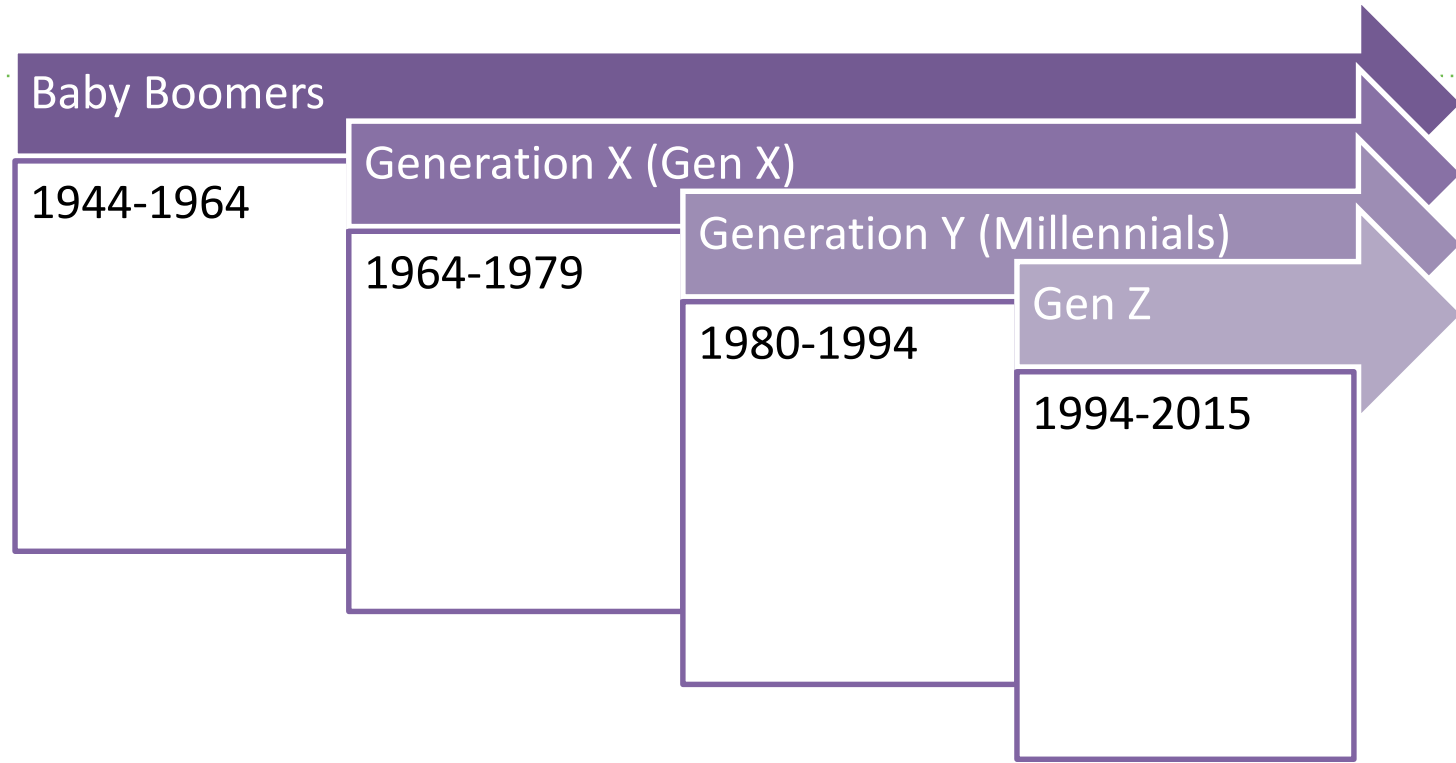 Baby Boomers
1944-1964
Generation X (Gen X)
1964-1979
Generation Y (Millennials)
1980-1994
Gen Z
1994-2015